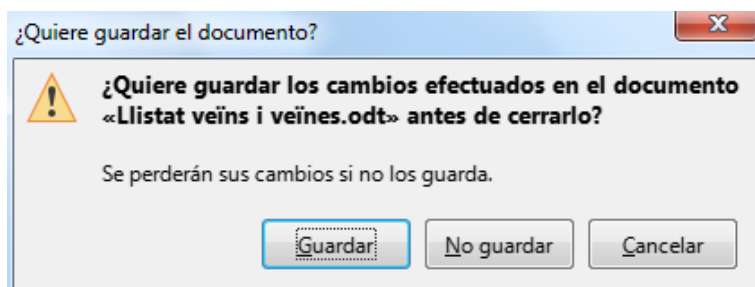 ¿Quiere guardar el documento?
¿Quiere guardar los cambios efectuados en el documento
«Llistat veïns i veïnes.odt» antes de cerrarlo?
Se perderán sus cambios si no los guarda.
Guardar No guardar Cancelar